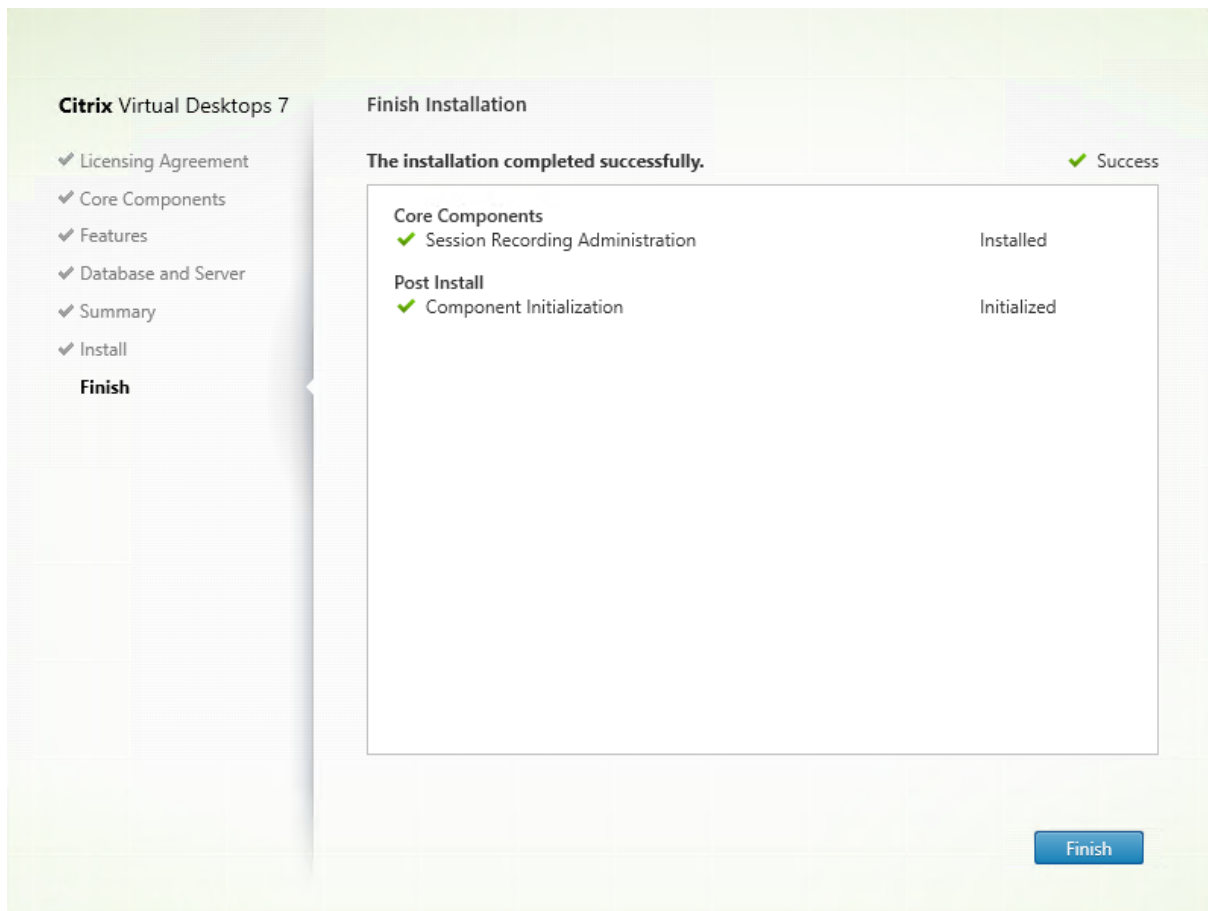 Citrix Virtual Desktops 7
Licensing Agreement
Core Components
Features
Database and Server
Summary
Install
Finish
Finish Installation
The installation completed successfully.
Success
Core Components
Session Recording Administration Installed
Post Install
Component Initialization Initialized
Finish